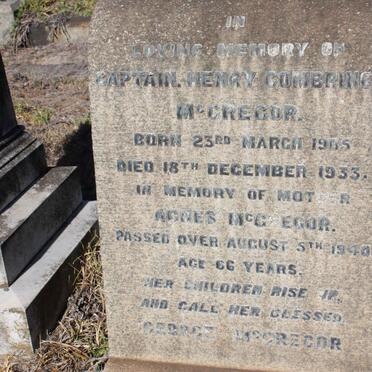 IN
LOVING MEMORY OF
CAPTAIN. HENRY COMBRINC
MCGREGOR.
BORN 23RD MARCH 1905
DIED 18TH DECEMBER 1933.
IN MEMORY OF MOTHER
AGNES MCGREGOR.
PASSED OVER AUGUST 5TH 1940
AGE 66 YEARS.
HER CHILDREN RISE UP,
AND CALL HER BLESSED.
GEORGE MCGREGOR